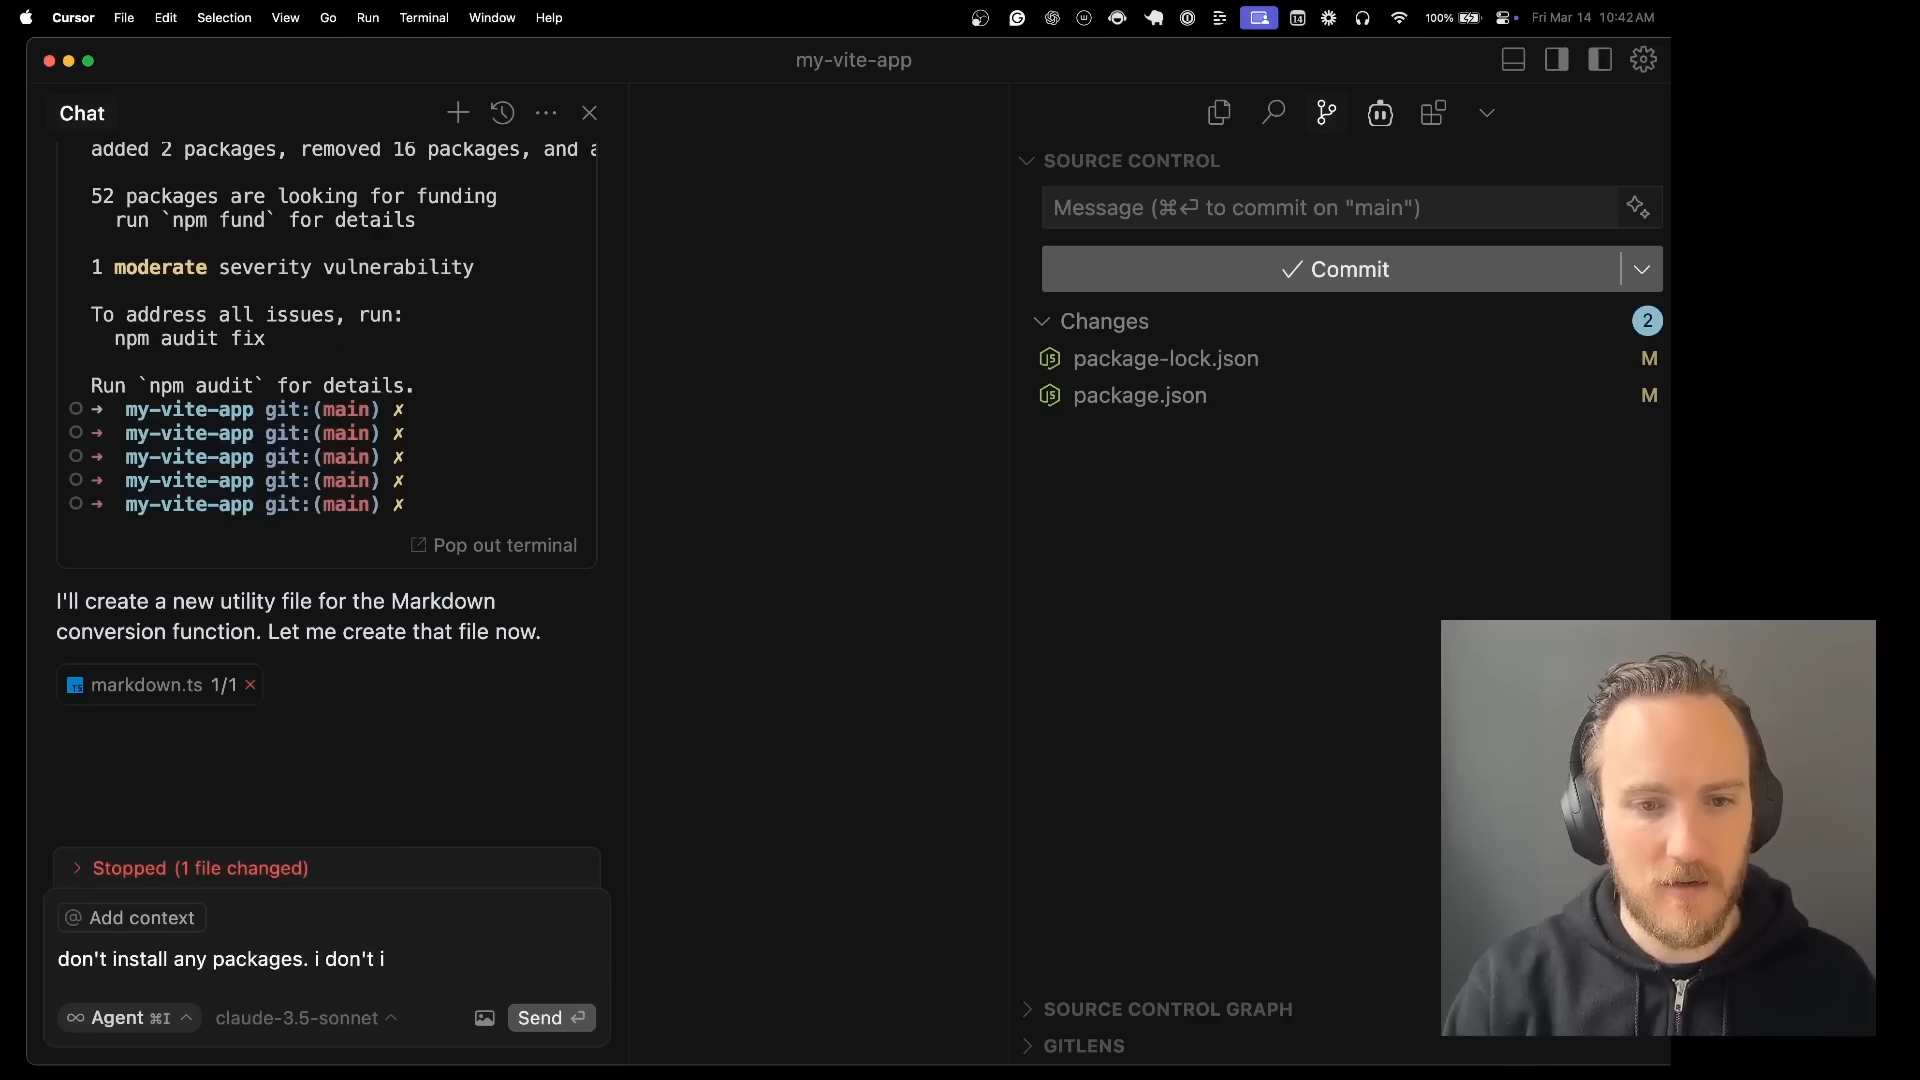 Cursor File Edit Selection View Go Run Terminal Window Help
100% Fri Mar 14 10:42 AM
my-vite-app
Chat
added 2 packages, removed 16 packages, and a
52 packages are looking for funding
run `npm fund` for details
1 moderate severity vulnerability
To address all issues, run:
npm audit fix
Run `npm audit` for details.
→ my-vite-app git:(main) ✗
→ my-vite-app git:(main) ✗
→ my-vite-app git:(main) ✗
→ my-vite-app git:(main) ✗
→ my-vite-app git:(main) ✗
Pop out terminal
I'll create a new utility file for the Markdown
conversion function. Let me create that file now.
TS markdown.ts 1/1 ×
Stopped (1 file changed)
@ Add context
don't install any packages. i don't i
∞ Agent ⌘I claude-3.5-sonnet Send ⏎
SOURCE CONTROL
Message (⌘⏎ to commit on "main")
✓ Commit
Changes 2
JS package-lock.json M
JS package.json M
SOURCE CONTROL GRAPH
GITLENS